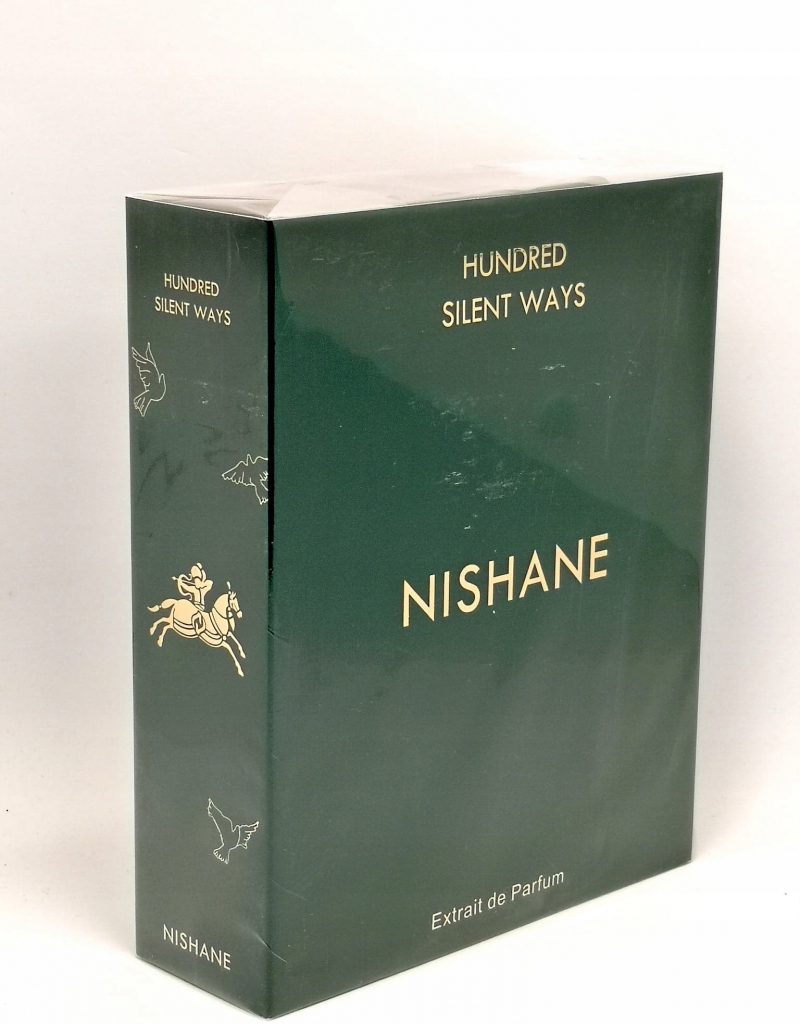 HUNDRED
SILENT WAYS
NISHANE
HUNDRED
SILENT WAYS
NISHANE
Extrait de Parfum